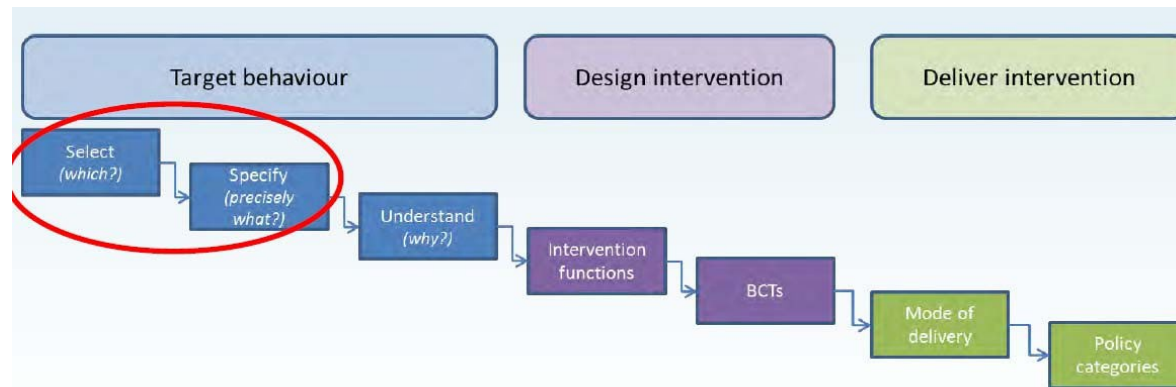 Target behaviour
Design intervention
Deliver intervention
Select
(which?)
Specify
(precisely
what?)
Understand
(why?)
Intervention
functions
BCTs
Mode of
delivery
Policy
categories